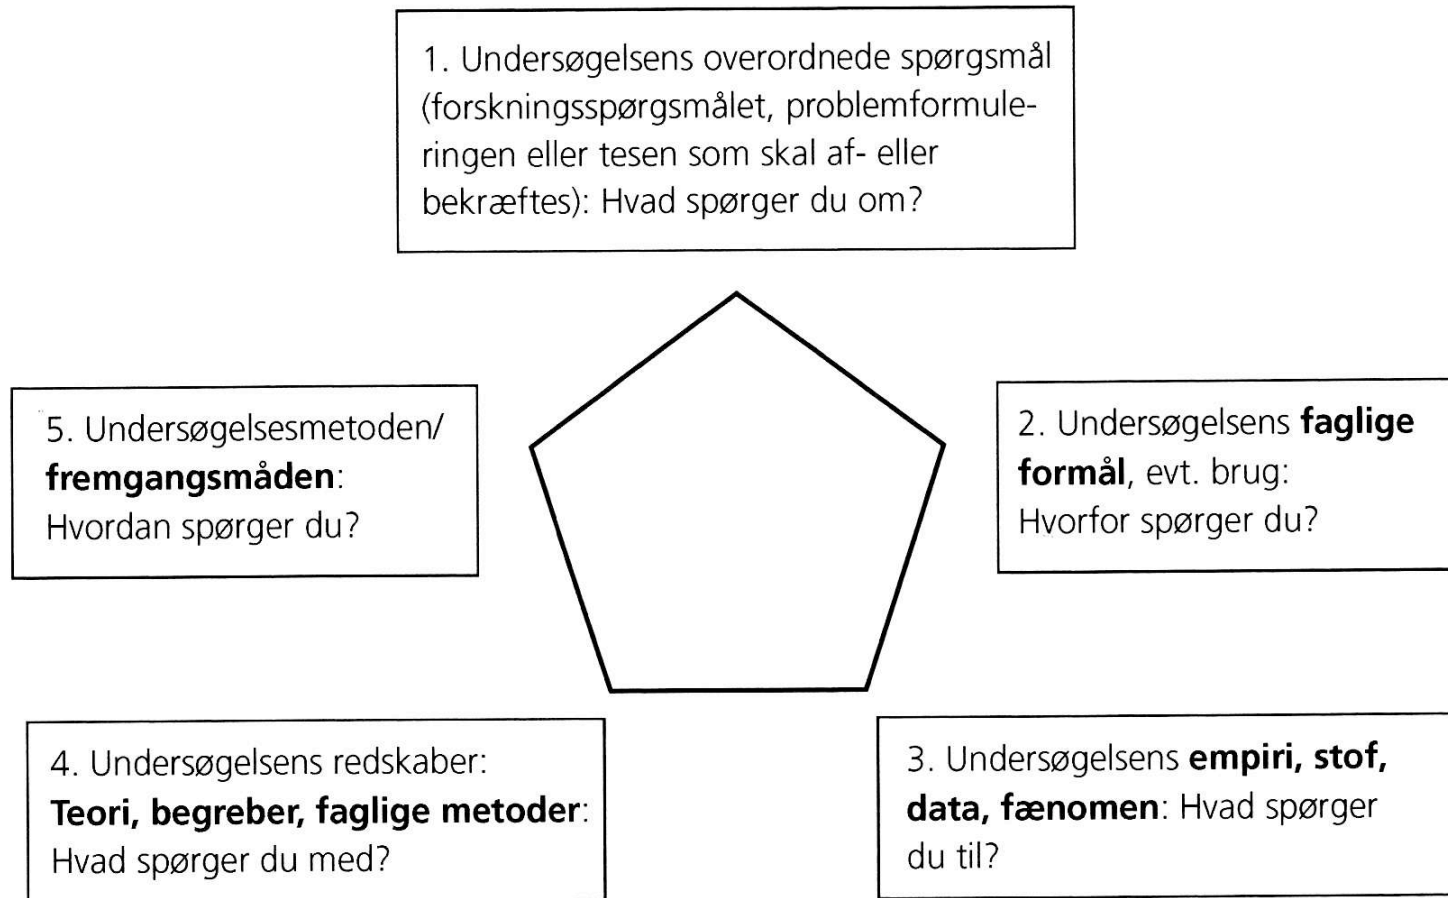 1. Undersøgelsens overordnede spørgsmål
(forskningsspørgsmålet, problemformule-
ringen eller tesen som skal af- eller
bekræftes): Hvad spørger du om?
2. Undersøgelsens faglige
formål, evt. brug:
Hvorfor spørger du?
3. Undersøgelsens empiri, stof,
data, fænomen: Hvad spørger
du til?
4. Undersøgelsens redskaber:
Teori, begreber, faglige metoder:
Hvad spørger du med?
5. Undersøgelsesmetoden/
fremgangsmåden:
Hvordan spørger du?